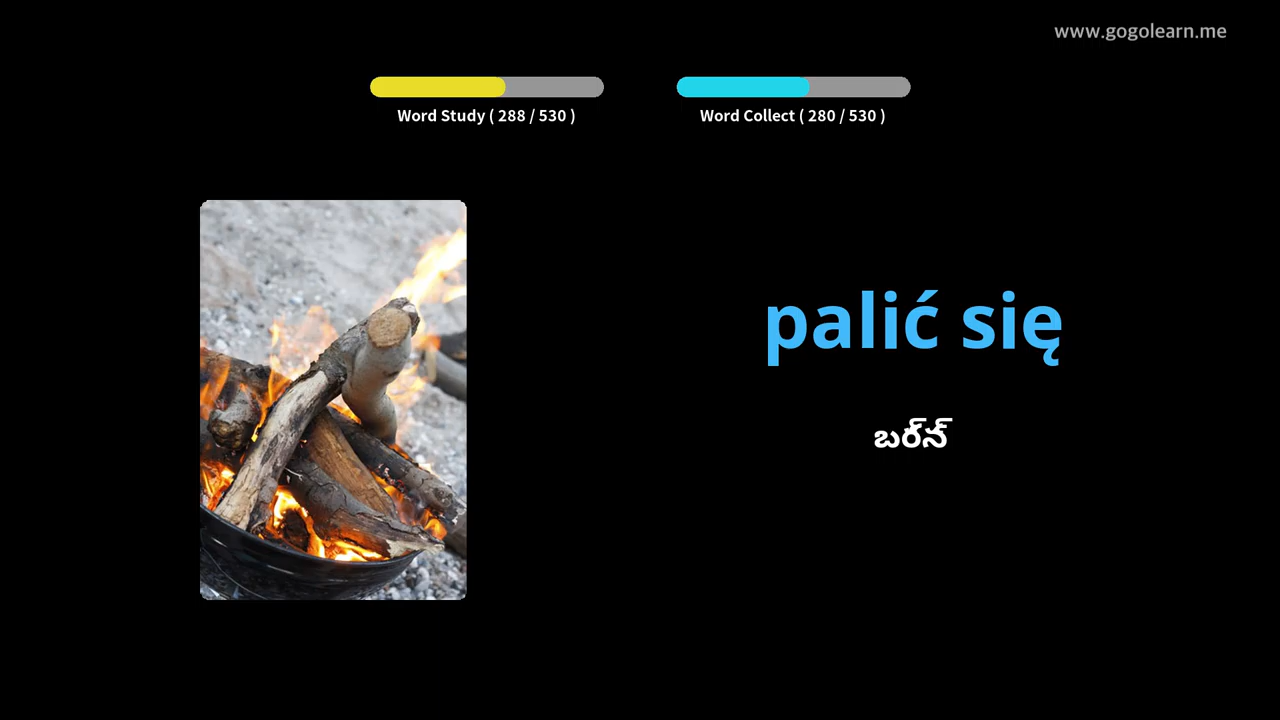 www.gogolearn.me
Word Study ( 288 / 530 )
Word Collect ( 280 / 530 )
palić się
బర్న్